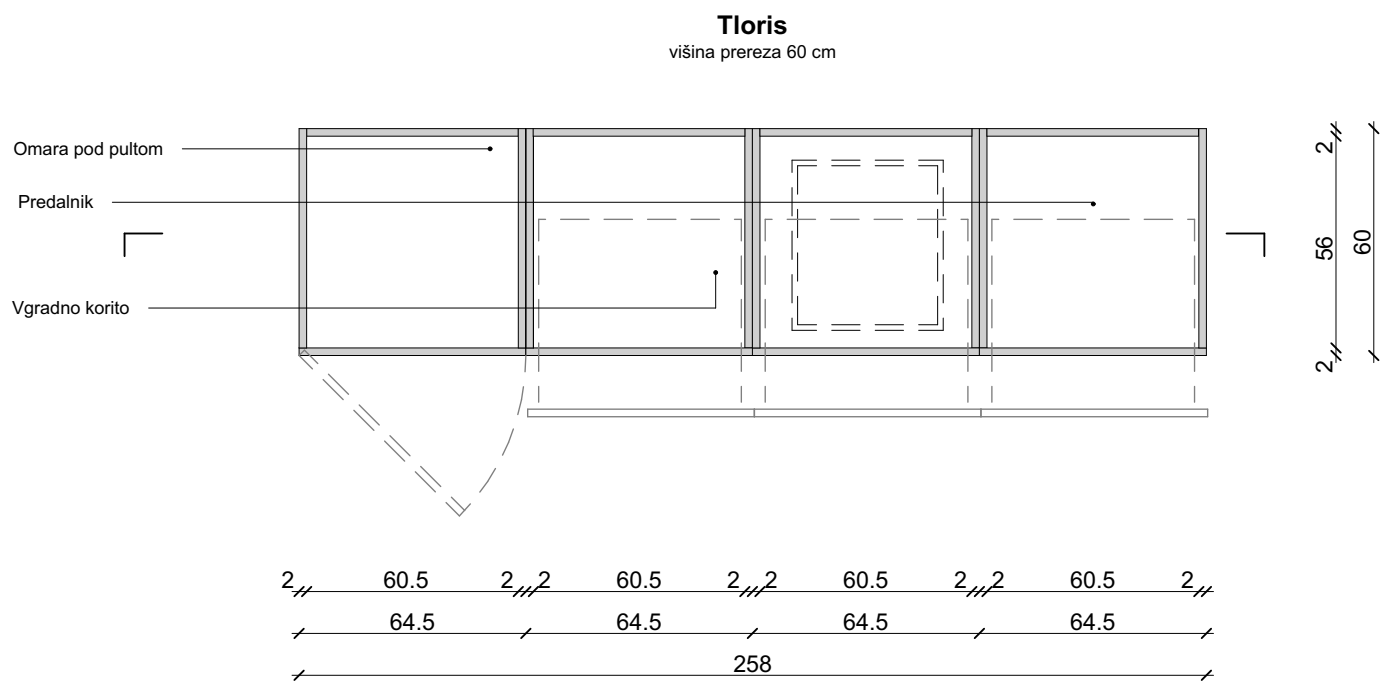 Tloris
višina prereza 60 cm
Omara pod pultom
Predalnik
Vgradno korito
2
56
60
2
2 60.5 2 2 60.5 2 2 60.5 2 2 60.5 2
64.5 64.5 64.5 64.5
258